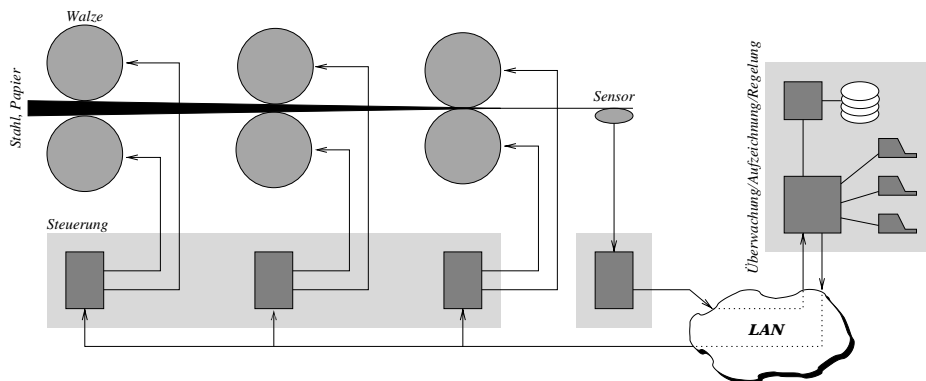 Walze
Stahl, Papier
Sensor
Überwachung/Aufzeichnung/Regelung
Steuerung
LAN